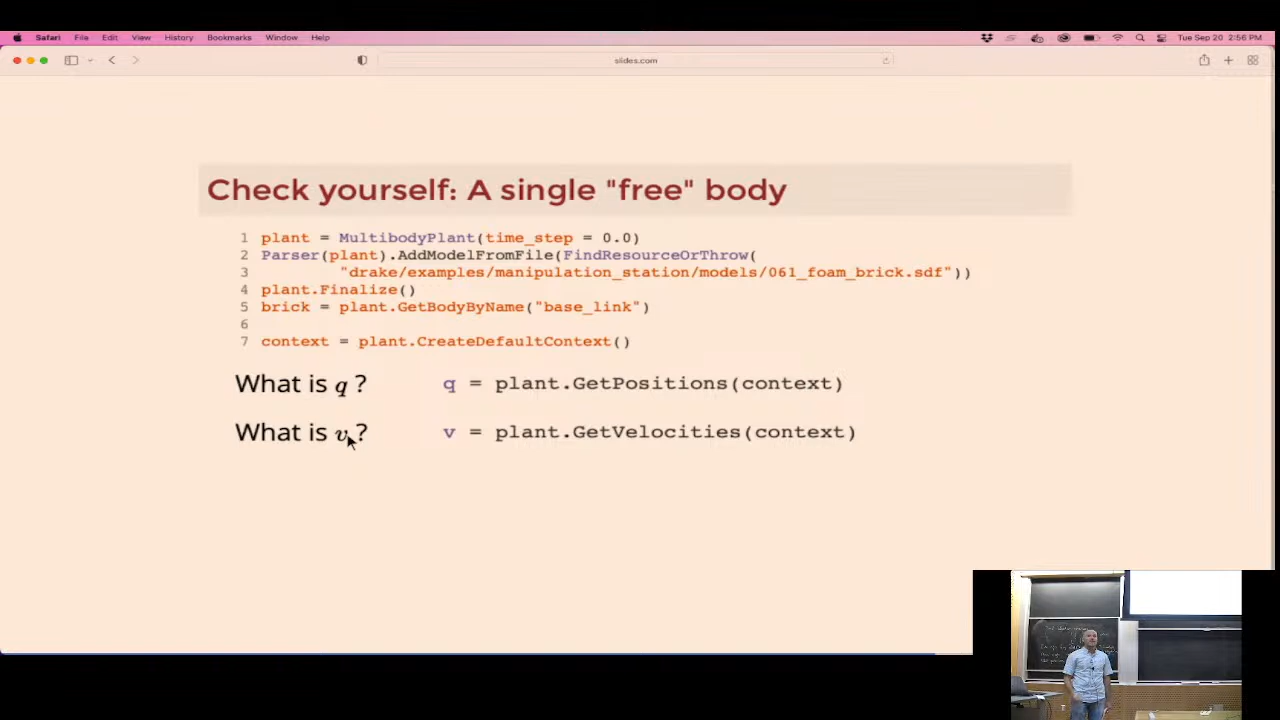 Safari File Edit View History Bookmarks Window Help Tue Sep 20 2:56 PM
slides.com
Check yourself: A single "free" body
1 plant = MultibodyPlant(time_step = 0.0)
2 Parser(plant).AddModelFromFile(FindResourceOrThrow(
3 "drake/examples/manipulation_station/models/061_foam_brick.sdf"))
4 plant.Finalize()
5 brick = plant.GetBodyByName("base_link")
6
7 context = plant.CreateDefaultContext()
What is q ? q = plant.GetPositions(context)
What is v ? v = plant.GetVelocities(context)